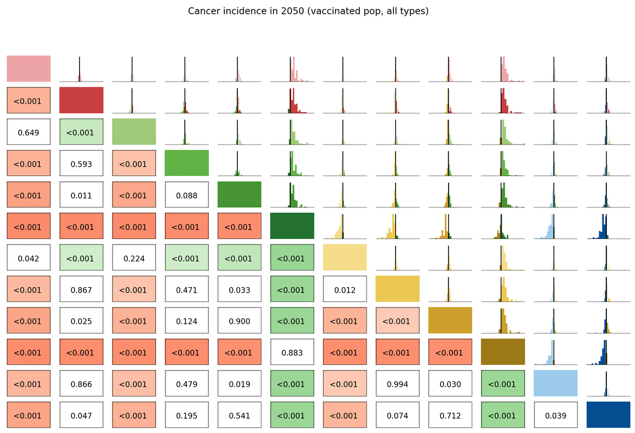 Cancer incidence in 2050 (vaccinated pop, all types)
<0.001
0.649 <0.001
<0.001 0.593 <0.001
<0.001 0.011 <0.001 0.088
<0.001 <0.001 <0.001 <0.001 <0.001
0.042 <0.001 0.224 <0.001 <0.001 <0.001
<0.001 0.867 <0.001 0.471 0.033 <0.001 0.012
<0.001 0.025 <0.001 0.124 0.900 <0.001 <0.001 <0.001
<0.001 <0.001 <0.001 <0.001 <0.001 0.883 <0.001 <0.001 <0.001
<0.001 0.866 <0.001 0.479 0.019 <0.001 <0.001 0.994 0.030 <0.001
<0.001 0.047 <0.001 0.195 0.541 <0.001 <0.001 0.074 0.712 <0.001 0.039